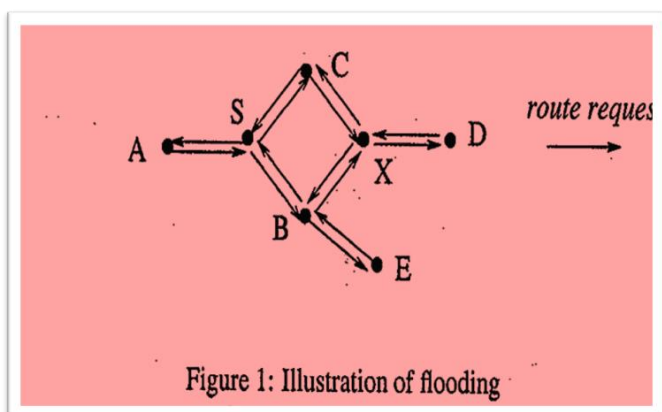 C
S
route reques
A
D
X
B
E
Figure 1: Illustration of flooding